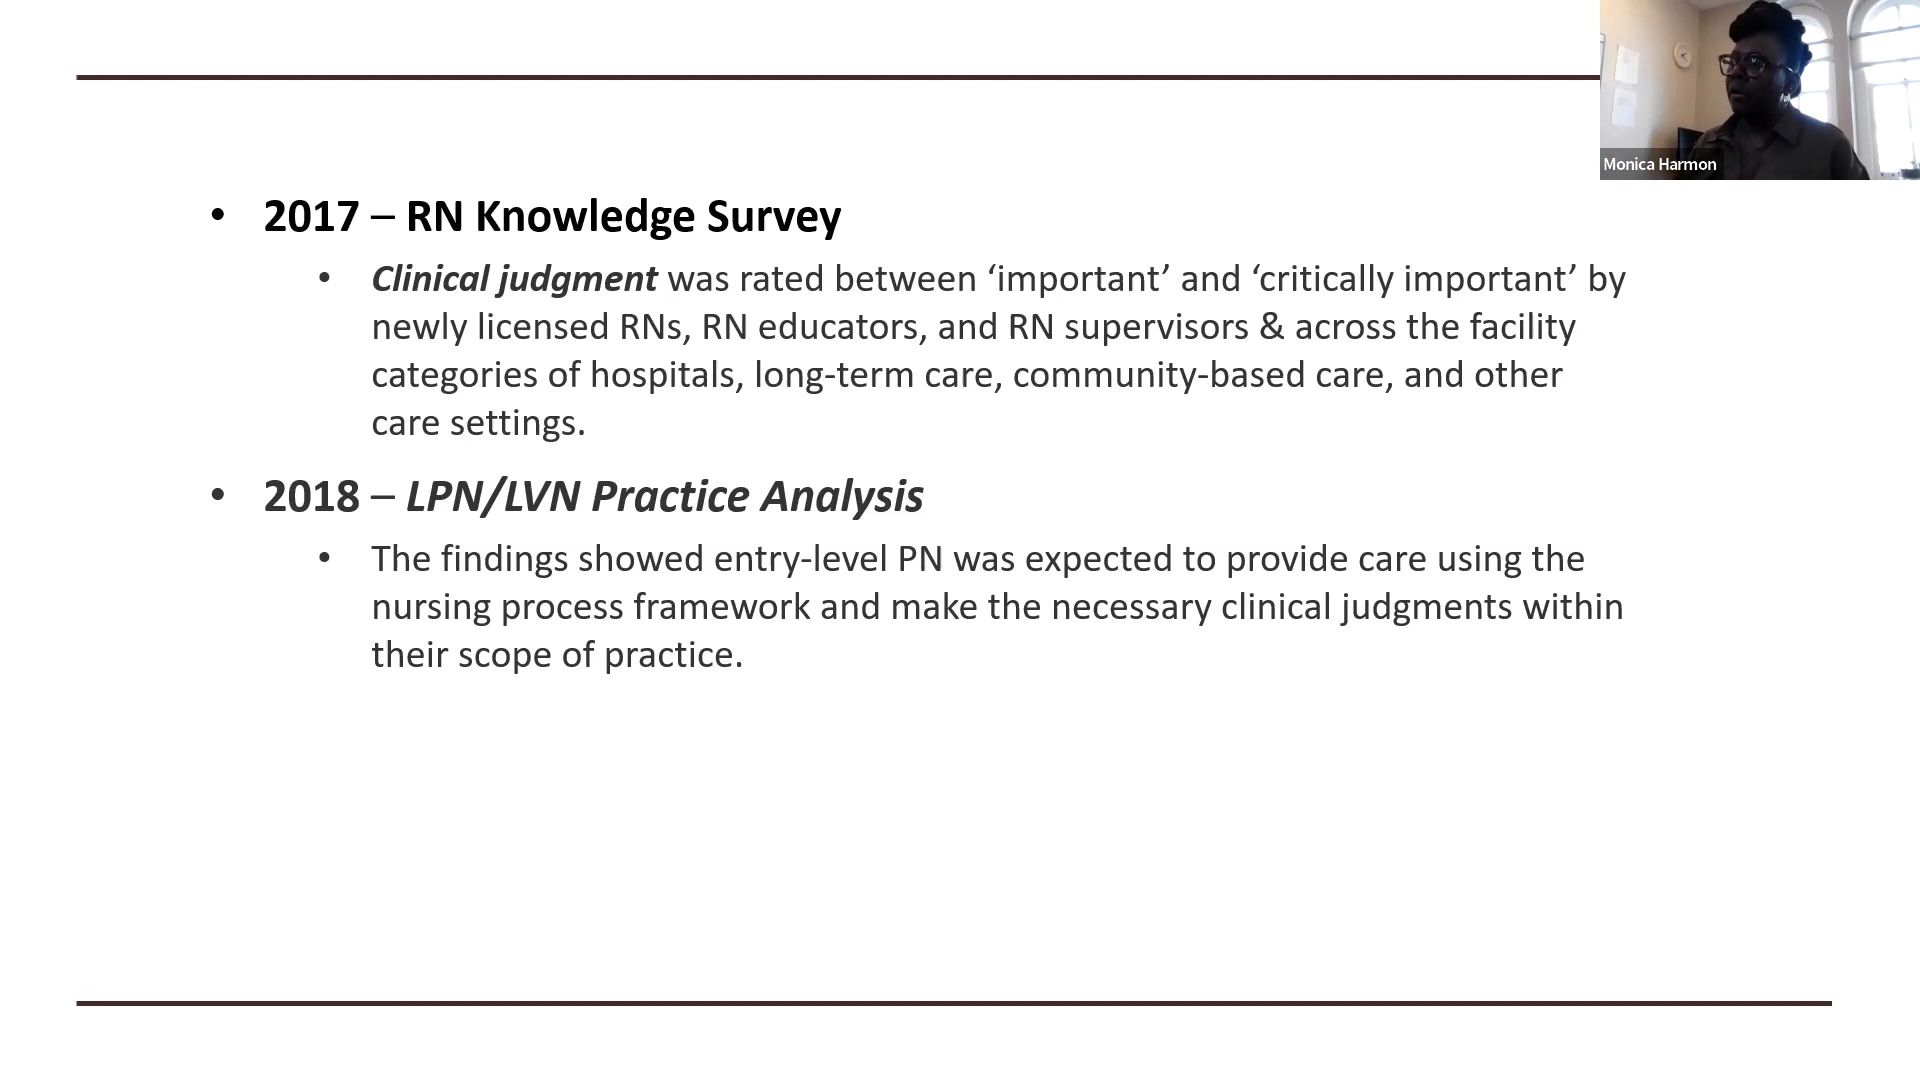 Monica Harmon
• 2017 – RN Knowledge Survey
• Clinical judgment was rated between ‘important’ and ‘critically important’ by
newly licensed RNs, RN educators, and RN supervisors & across the facility
categories of hospitals, long-term care, community-based care, and other
care settings.
• 2018 – LPN/LVN Practice Analysis
• The findings showed entry-level PN was expected to provide care using the
nursing process framework and make the necessary clinical judgments within
their scope of practice.